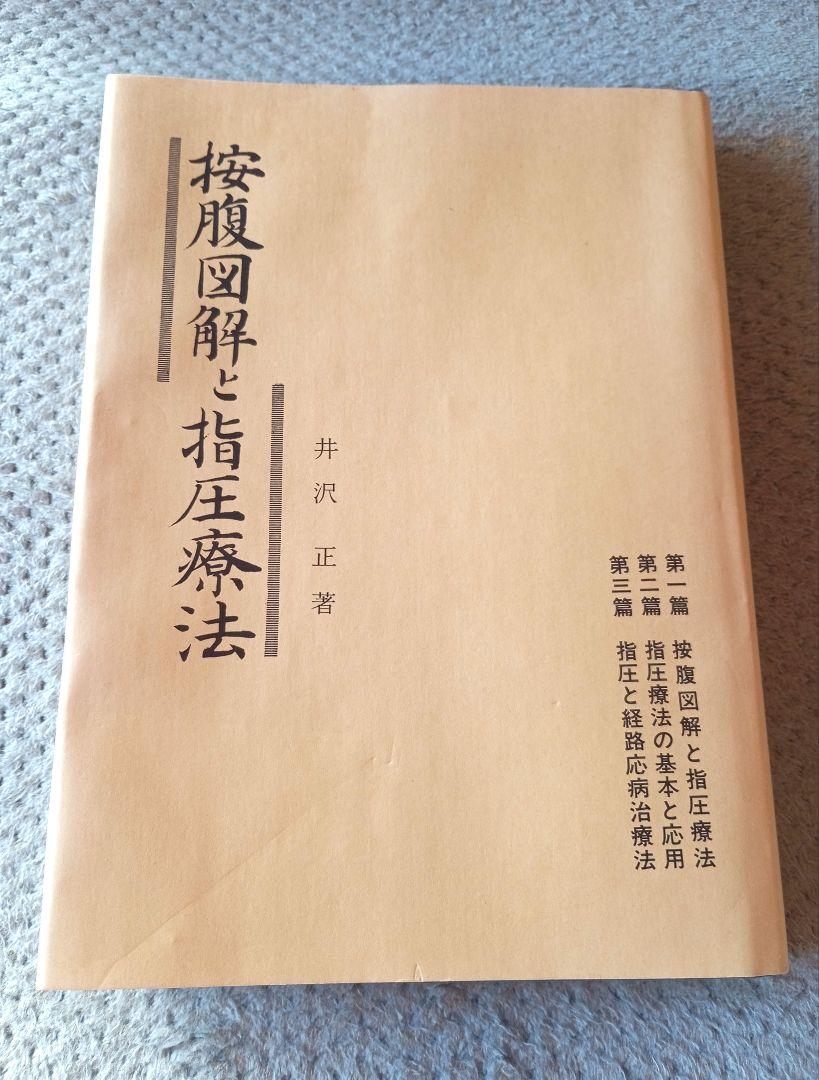 按腹図解と指圧療法
井沢 正 著
第一篇 按腹図解と指圧療法
第二篇 指圧療法の基本と応用
第三篇 指圧と経路応病治療法